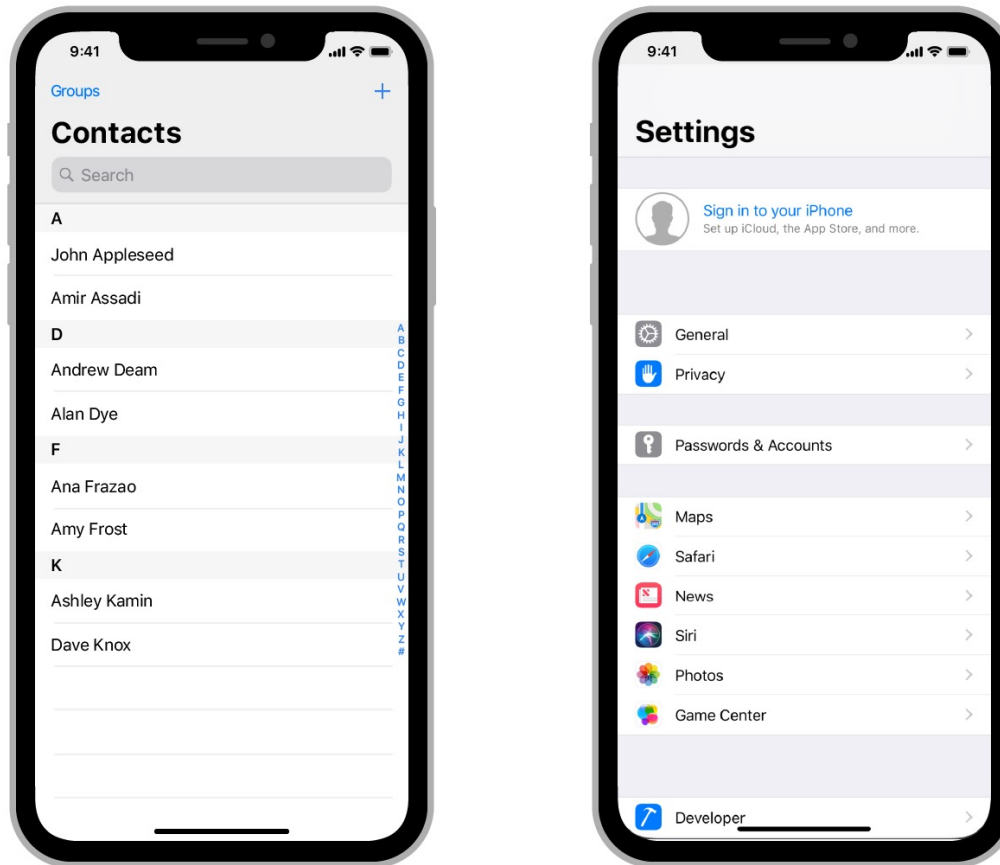 9:41
Groups
+
Contacts
Search
A
John Appleseed
Amir Assadi
D
Andrew Deam
Alan Dye
F
Ana Frazao
Amy Frost
K
Ashley Kamin
Dave Knox
A
B
C
D
E
F
G
H
I
J
K
L
M
N
O
P
Q
R
S
T
U
V
W
X
Y
Z
#
9:41
Settings
Sign in to your iPhone
Set up iCloud, the App Store, and more.
General
Privacy
Passwords & Accounts
Maps
Safari
News
Siri
Photos
Game Center
Developer